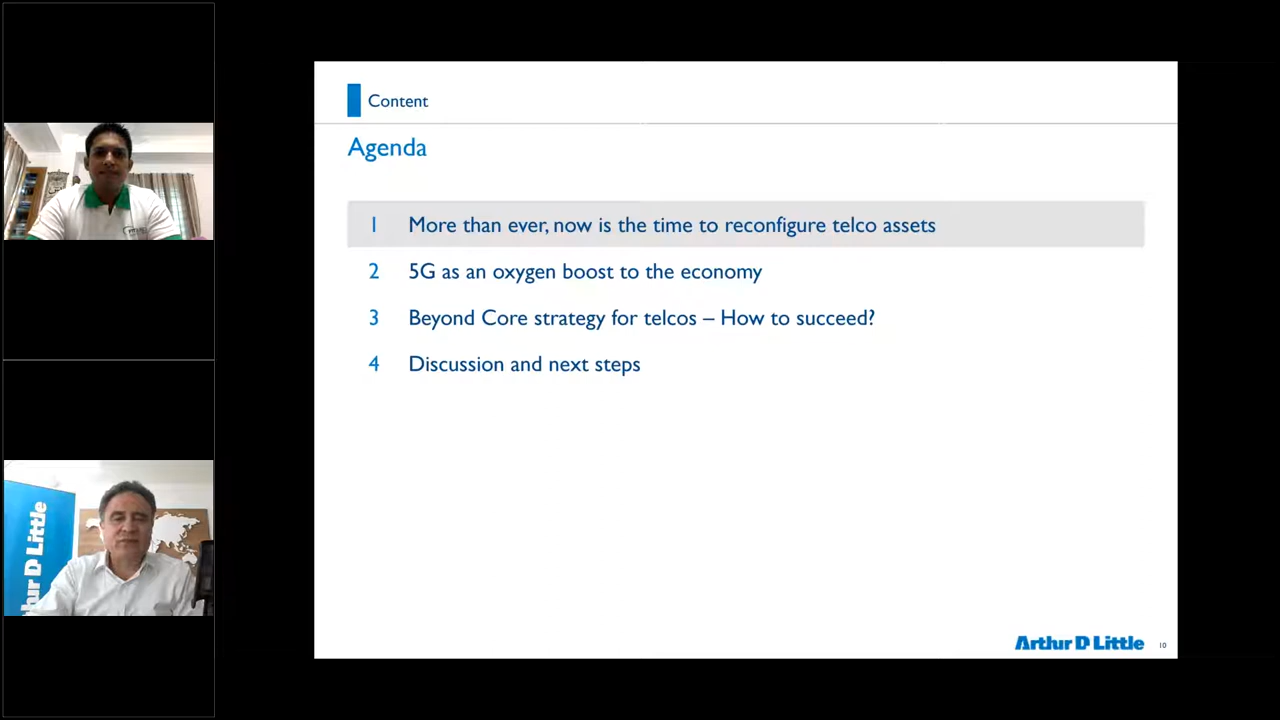 Content
Agenda
1 More than ever, now is the time to reconfigure telco assets
2 5G as an oxygen boost to the economy
3 Beyond Core strategy for telcos – How to succeed?
4 Discussion and next steps
Arthur D Little 10
thur D Little